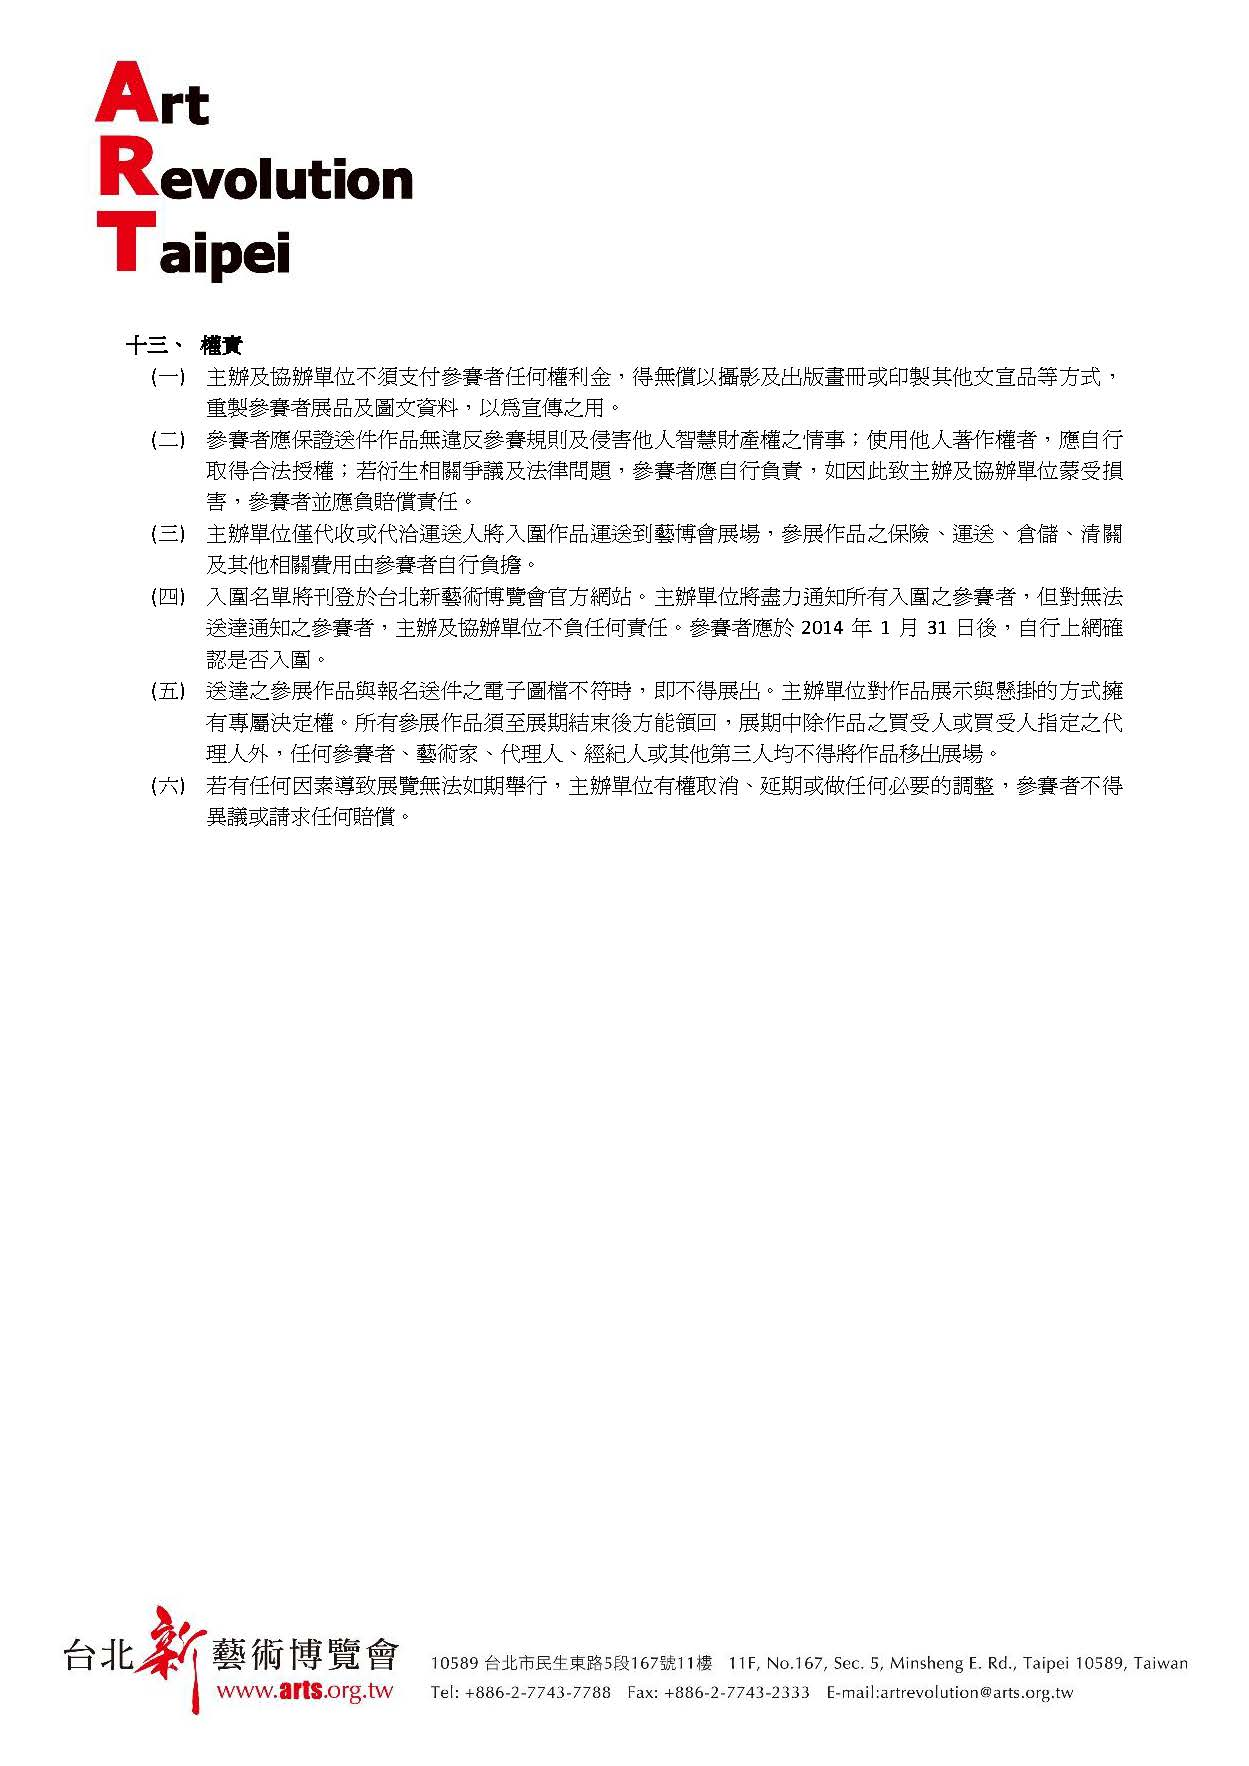 Art
Revolution
Taipei
十三、 權責
(一) 主辦及協辦單位不須支付參賽者任何權利金，得無償以攝影及出版畫冊或印製其他文宣品等方式，
重製參賽者展品及圖文資料，以為宣傳之用。
(二) 參賽者應保證送件作品無違反參賽規則及侵害他人智慧財產權之情事；使用他人著作權者，應自行
取得合法授權；若衍生相關爭議及法律問題，參賽者應自行負責，如因此致主辦及協辦單位蒙受損
害，參賽者並應負賠償責任。
(三) 主辦單位僅代收或代洽運送人將入圍作品運送到藝博會展場，參展作品之保險、運送、倉儲、清關
及其他相關費用由參賽者自行負擔。
(四) 入圍名單將刊登於台北新藝術博覽會官方網站。主辦單位將盡力通知所有入圍之參賽者，但對無法
送達通知之參賽者，主辦及協辦單位不負任何責任。參賽者應於 2014 年 1 月 31 日後，自行上網確
認是否入圍。
(五) 送達之參展作品與報名送件之電子圖檔不符時，即不得展出。主辦單位對作品展示與懸掛的方式擁
有專屬決定權。所有參展作品須至展期結束後方能領回，展期中除作品之買受人或買受人指定之代
理人外，任何參賽者、藝術家、代理人、經紀人或其他第三人均不得將作品移出展場。
(六) 若有任何因素導致展覽無法如期舉行，主辦單位有權取消、延期或做任何必要的調整，參賽者不得
異議或請求任何賠償。
台北新藝術博覽會
www.arts.org.tw
10589 台北市民生東路5段167號11樓 11F, No.167, Sec. 5, Minsheng E. Rd., Taipei 10589, Taiwan
Tel: +886-2-7743-7788 Fax: +886-2-7743-2333 E-mail:artrevolution@arts.org.tw